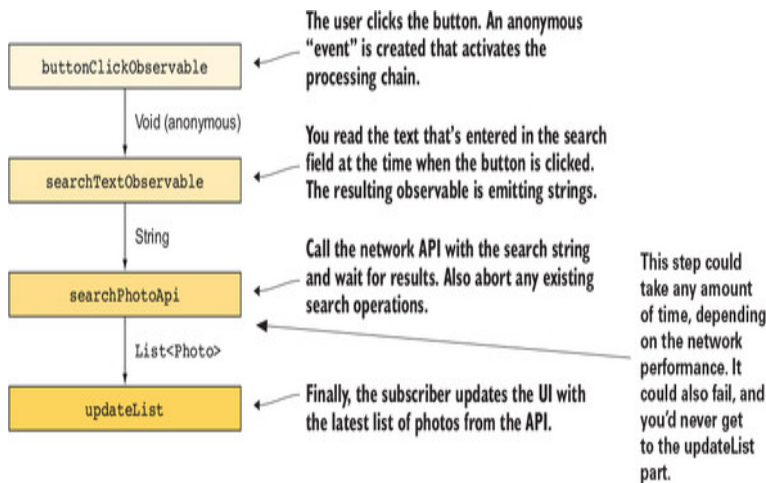 The user clicks the button. An anonymous
“event” is created that activates the
processing chain.
buttonClickObservable
Void (anonymous)
You read the text that’s entered in the search
field at the time when the button is clicked.
The resulting observable is emitting strings.
searchTextObservable
String
Call the network API with the search string
and wait for results. Also abort any existing
search operations.
searchPhotoApi
List<Photo>
This step could
take any amount
of time, depending
on the network
performance. It
could also fail, and
you’d never get
to the updateList
part.
Finally, the subscriber updates the UI with
the latest list of photos from the API.
updateList